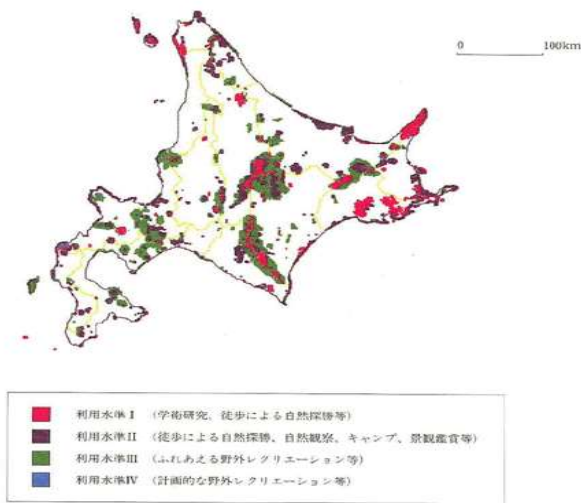 0 100km
利用水準Ⅰ (学術研究、徒歩による自然探勝等)
利用水準Ⅱ (徒歩による自然探勝、自然観察、キャンプ、景観鑑賞等)
利用水準Ⅲ (ふれあえる野外レクリエーション等)
利用水準Ⅳ (計画的な野外レクリエーション等)